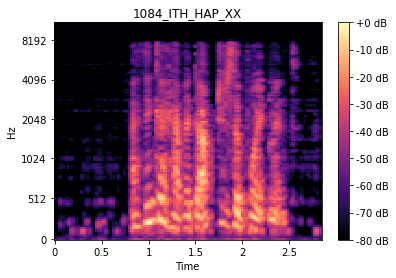 1084_ITH_HAP_XX
+0 dB
8192
-10 dB
-20 dB
4096
-30 dB
Hz
2048
-40 dB
1024
-50 dB
512
-60 dB
-70 dB
0
-80 dB
0 0.5 1 1.5 2 2.5
Time